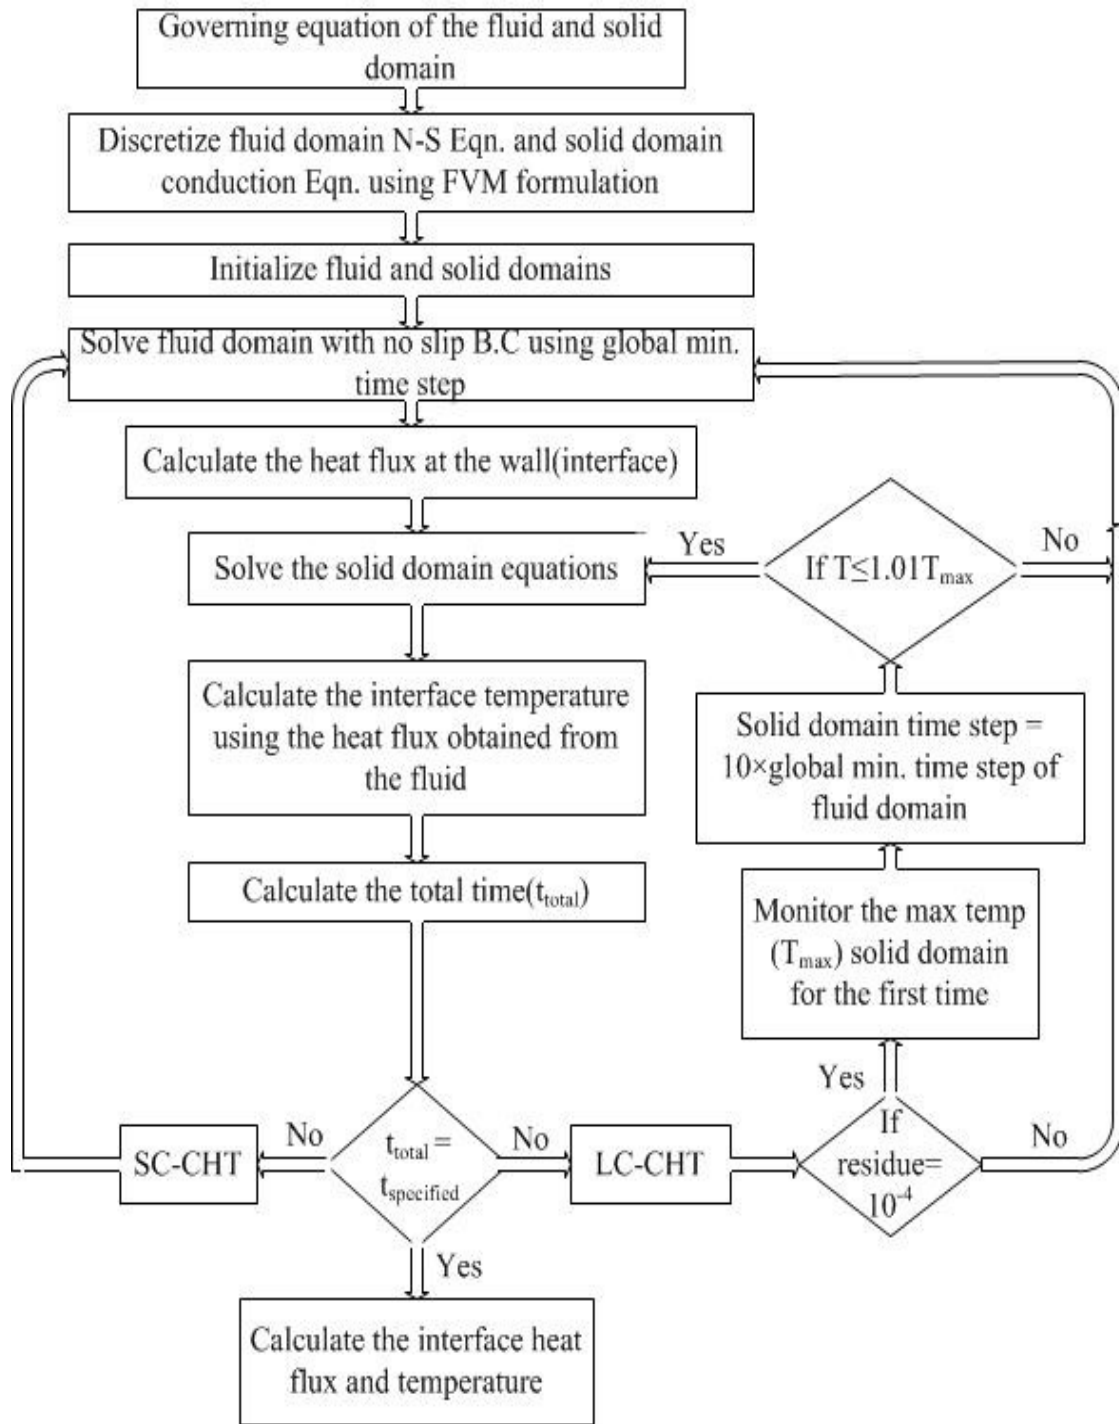 Governing equation of the fluid and solid
domain
Discretize fluid domain N-S Eqn. and solid domain
conduction Eqn. using FVM formulation
Initialize fluid and solid domains
Solve fluid domain with no slip B.C using global min.
time step
Calculate the heat flux at the wall(interface)
Solve the solid domain equations
Yes
If T≤1.01T_max
No
Calculate the interface temperature
using the heat flux obtained from
the fluid
Solid domain time step =
10×global min. time step of
fluid domain
Calculate the total time(t_total)
Monitor the max temp
(T_max) solid domain
for the first time
Yes
SC-CHT
No
t_total =
t_specified
No
LC-CHT
If
residue=
10^-4
No
Yes
Calculate the interface heat
flux and temperature